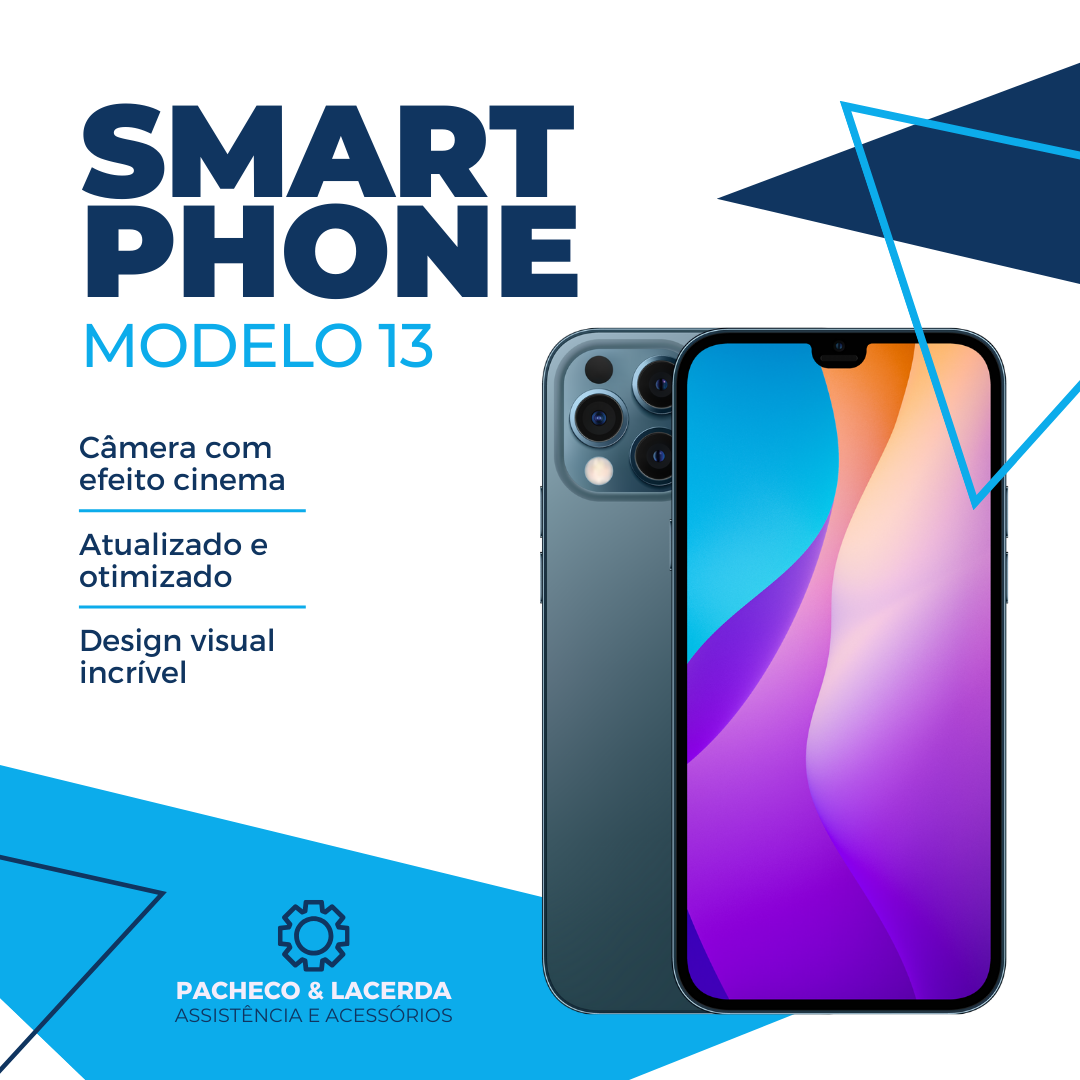 SMART
PHONE
MODELO 13
Câmera com
efeito cinema
Atualizado e
otimizado
Design visual
incrível
PACHECO & LACERDA
ASSISTÊNCIA E ACESSÓRIOS